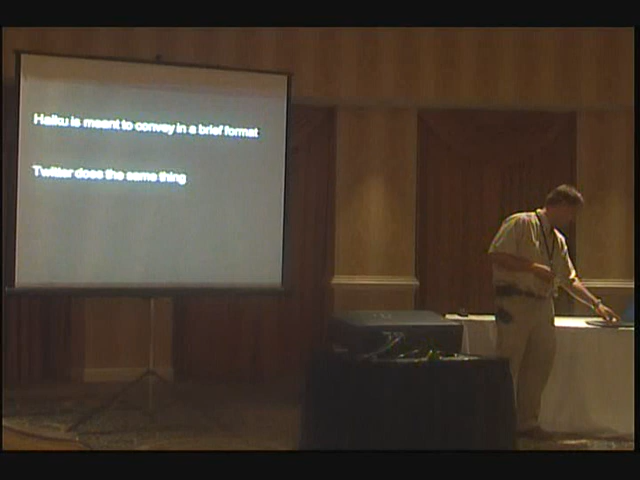 Haiku is meant to convey in a brief format
Twitter does the same thing